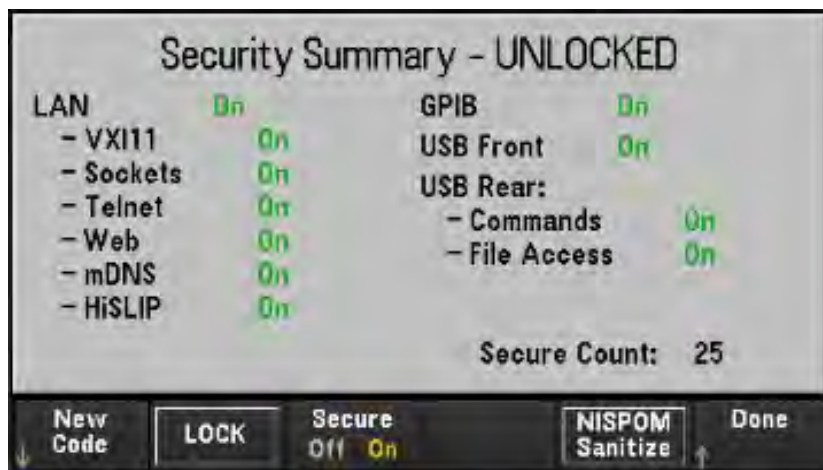 Security Summary - UNLOCKED
LAN On
- VXI11 On
- Sockets On
- Telnet On
- Web On
- mDNS On
- HiSLIP On
GPIB On
USB Front On
USB Rear:
- Commands On
- File Access On
Secure Count: 25
New Code
LOCK
Secure
Off On
NISPOM
Sanitize
Done